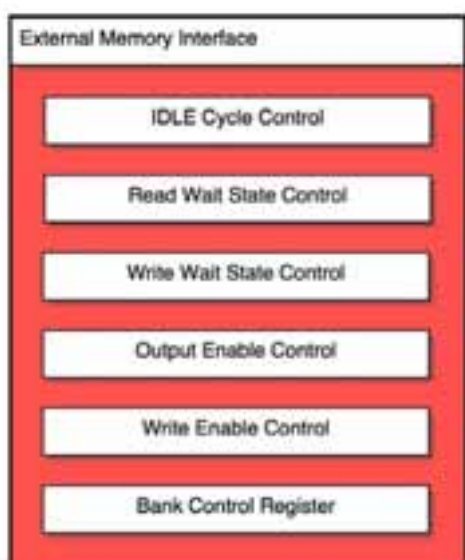 External Memory Interface
IDLE Cycle Control
Read Wait State Control
Write Wait State Control
Output Enable Control
Write Enable Control
Bank Control Register